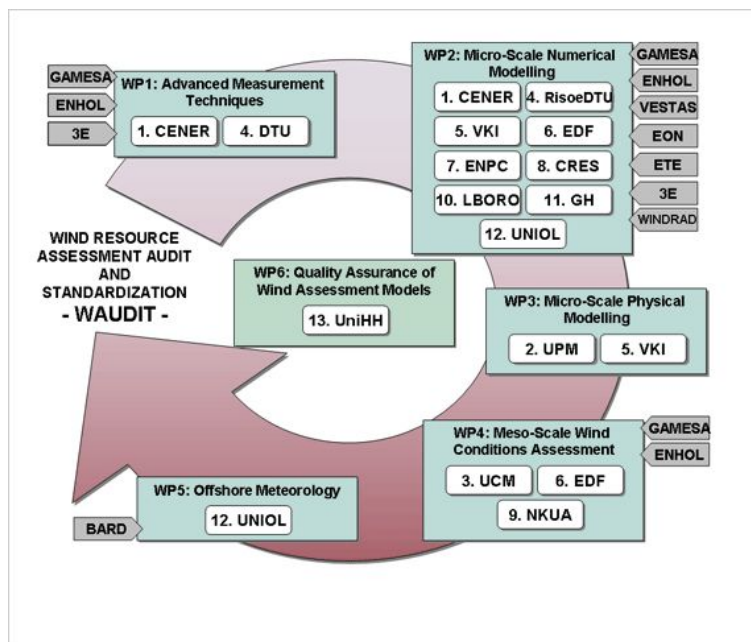 GAMESA
ENHOL
3E
WP1: Advanced Measurement
Techniques
1. CENER
4. DTU
WP2: Micro-Scale Numerical
Modelling
1. CENER
4. RisoeDTU
5. VKI
6. EDF
7. ENPC
8. CRES
10. LBORO
11. GH
12. UNIOL
GAMESA
ENHOL
VESTAS
EON
ETE
3E
WINDRAD
WIND RESOURCE
ASSESSMENT AUDIT
AND
STANDARDIZATION
- WAUDIT -
WP6: Quality Assurance of
Wind Assessment Models
13. UniHH
WP3: Micro-Scale Physical
Modelling
2. UPM
5. VKI
WP4: Meso-Scale Wind
Conditions Assessment
3. UCM
6. EDF
9. NKUA
GAMESA
ENHOL
WP5: Offshore Meteorology
12. UNIOL
BARD